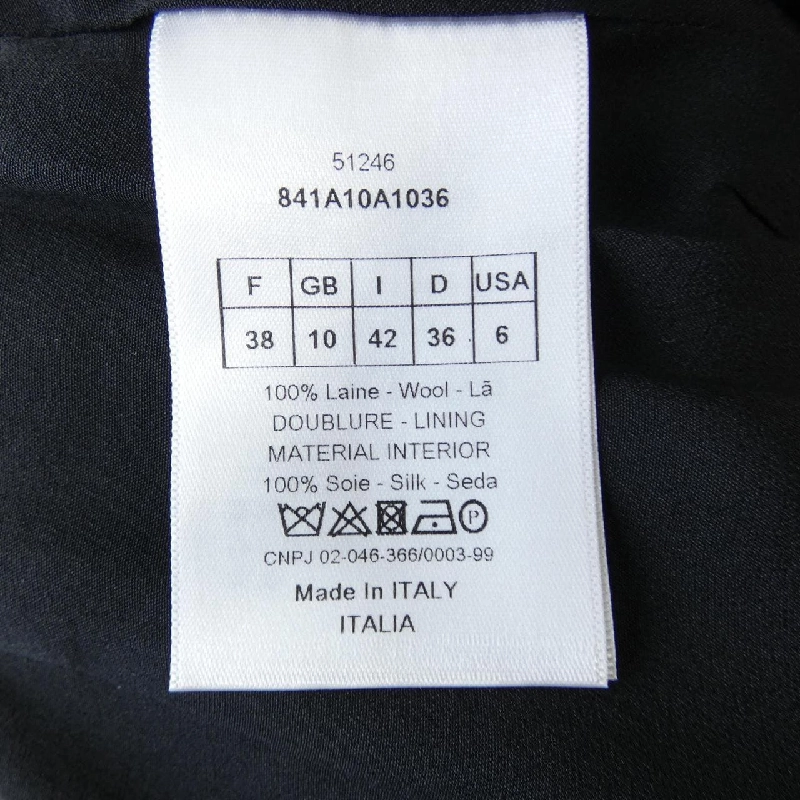 51246
841A10A1036
F GB I D USA
38 10 42 36 6
100% Laine - Wool - Lã
DOUBLURE - LINING
MATERIAL INTERIOR
100% Soie - Silk - Seda
P
CNPJ 02-046-366/0003-99
Made In ITALY
ITALIA